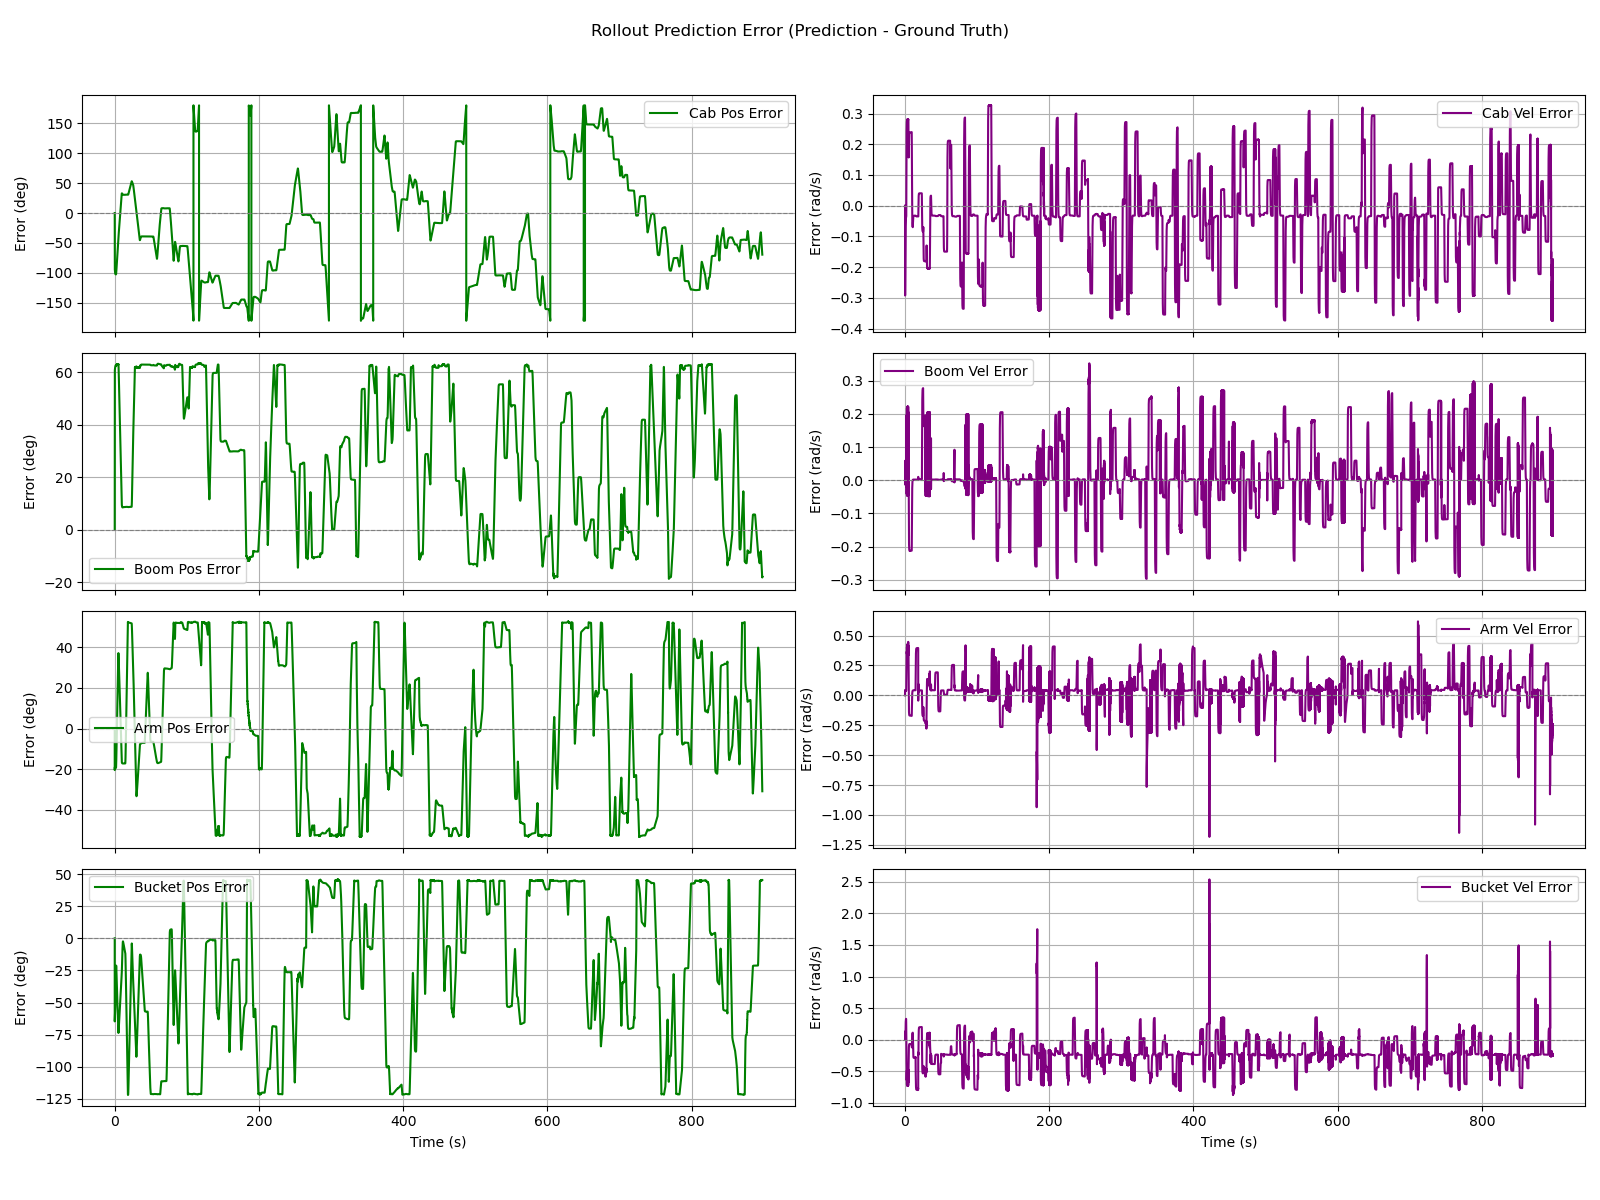 Rollout Prediction Error (Prediction - Ground Truth)
Error (deg)
150
100
50
0
−50
−100
−150
Cab Pos Error
Error (rad/s)
0.3
0.2
0.1
0.0
−0.1
−0.2
−0.3
−0.4
Cab Vel Error
Error (deg)
60
40
20
0
−20
Boom Pos Error
Error (rad/s)
0.3
0.2
0.1
0.0
−0.1
−0.2
−0.3
Boom Vel Error
Error (deg)
40
20
0
−20
−40
Arm Pos Error
Error (rad/s)
0.50
0.25
0.00
−0.25
−0.50
−0.75
−1.00
−1.25
Arm Vel Error
Error (deg)
50
25
0
−25
−50
−75
−100
−125
Bucket Pos Error
0 200 400 600 800
Time (s)
Error (rad/s)
2.5
2.0
1.5
1.0
0.5
0.0
−0.5
−1.0
Bucket Vel Error
0 200 400 600 800
Time (s)